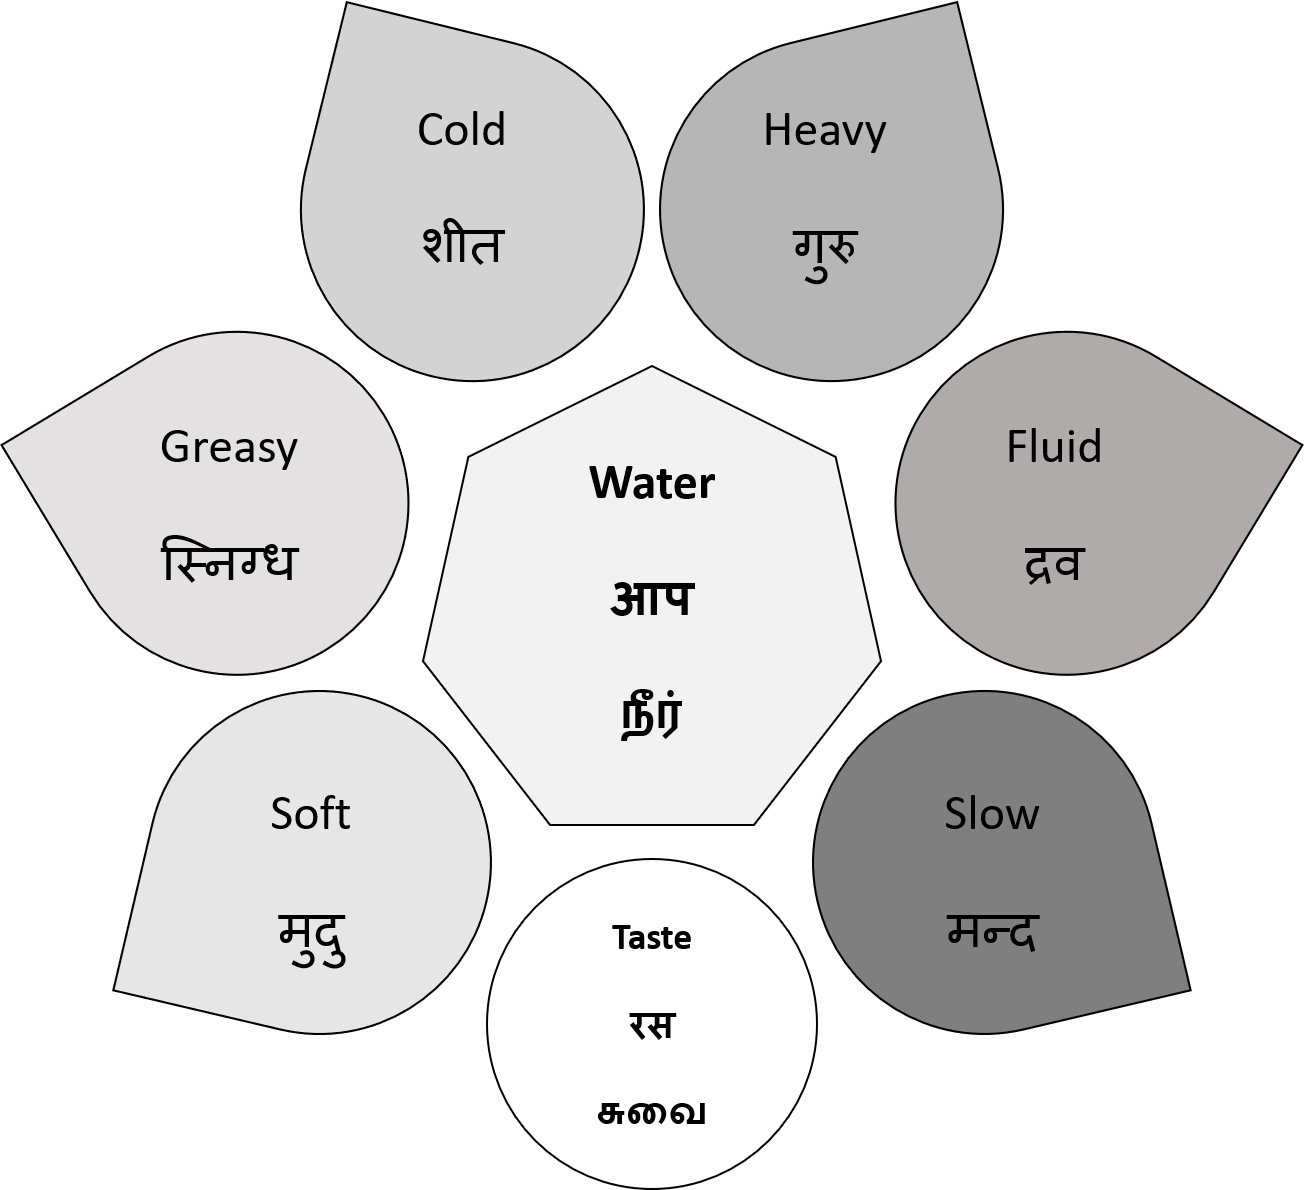 Cold
शीत
Heavy
गुरु
Greasy
स्निग्ध
Water
आप
நீர்
Fluid
द्रव
Soft
मुदु
Taste
रस
சுவை
Slow
मन्द